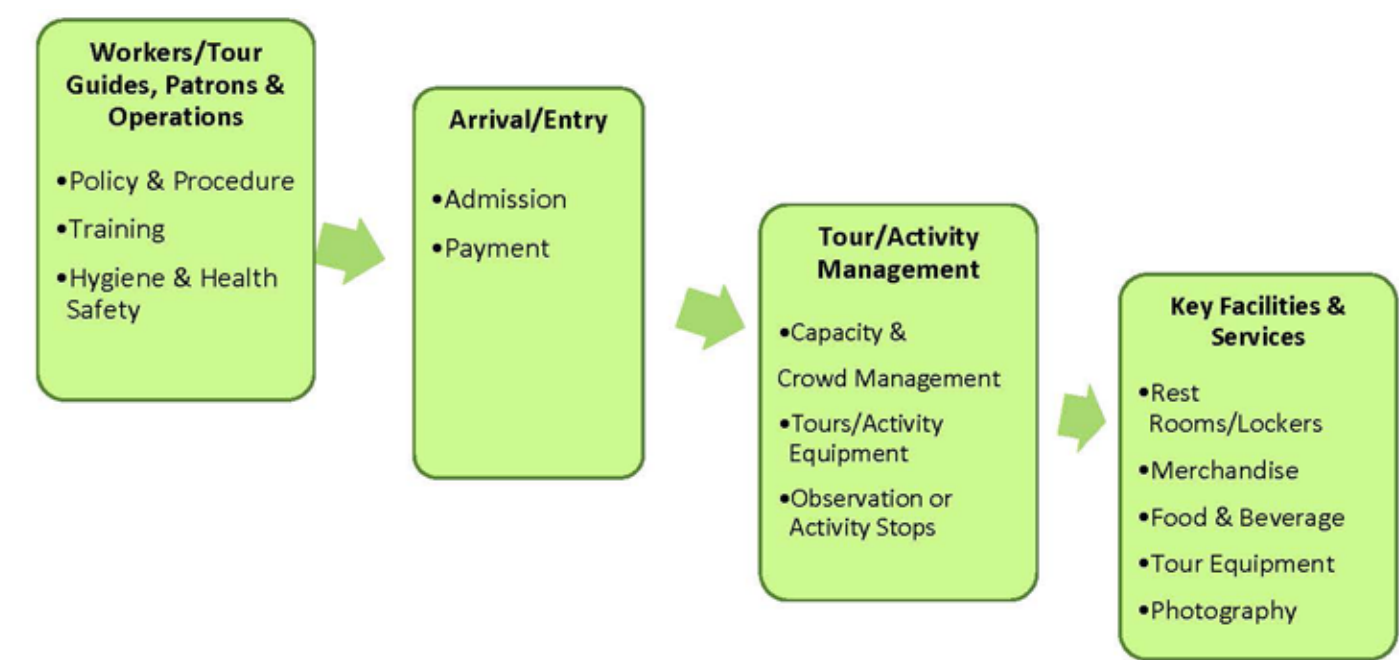 Workers/Tour
Guides, Patrons &
Operations
•Policy & Procedure
•Training
•Hygiene & Health
Safety
Arrival/Entry
•Admission
•Payment
Tour/Activity
Management
•Capacity &
Crowd Management
•Tours/Activity
Equipment
•Observation or
Activity Stops
Key Facilities &
Services
•Rest
Rooms/Lockers
•Merchandise
•Food & Beverage
•Tour Equipment
•Photography